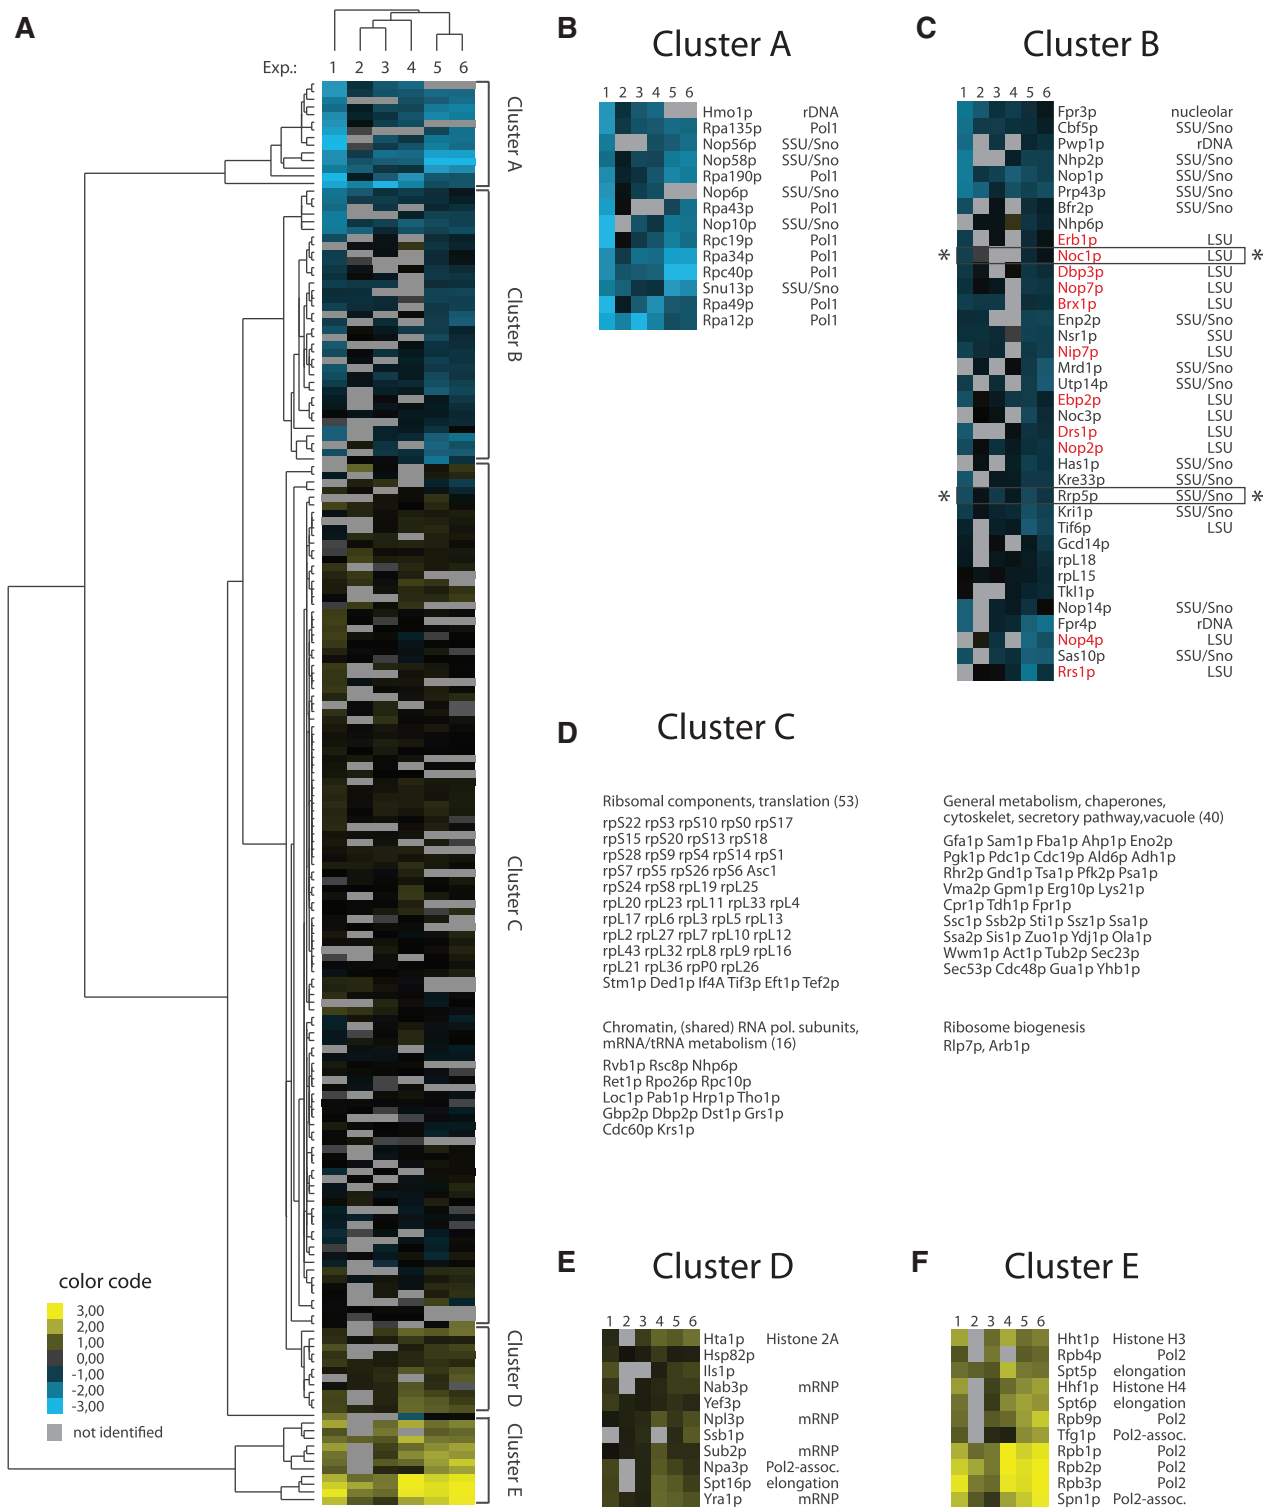 A
Exp.: 1 2 3 4 5 6
Cluster A
Cluster B
Cluster C
Cluster D
Cluster E
color code
3,00
2,00
1,00
0,00
-1,00
-2,00
-3,00
not identified
B
Cluster A
1 2 3 4 5 6
Hmo1p rDNA
Rpa135p Pol1
Nop56p SSU/Sno
Nop58p SSU/Sno
Rpa190p Pol1
Nop6p SSU/Sno
Rpa43p Pol1
Nop10p SSU/Sno
Rpc19p Pol1
Rpa34p Pol1
Rpc40p Pol1
Snu13p SSU/Sno
Rpa49p Pol1
Rpa12p Pol1
C
Cluster B
1 2 3 4 5 6
Fpr3p nucleolar
Cbf5p SSU/Sno
Pwp1p rDNA
Nhp2p SSU/Sno
Nop1p SSU/Sno
Prp43p SSU/Sno
Bfr2p SSU/Sno
Nhp6p
Erb1p LSU
* Noc1p LSU *
Dbp3p LSU
Nop7p LSU
Brx1p LSU
Enp2p SSU/Sno
Nsr1p SSU
Nip7p LSU
Mrd1p SSU/Sno
Utp14p SSU/Sno
Ebp2p LSU
Noc3p LSU
Drs1p LSU
Nop2p LSU
Has1p SSU/Sno
Kre33p SSU/Sno
* Rrp5p SSU/Sno *
Kri1p SSU/Sno
Tif6p LSU
Gcd14p
rpL18
rpL15
Tkl1p
Nop14p SSU/Sno
Fpr4p rDNA
Nop4p LSU
Sas10p SSU/Sno
Rrs1p LSU
D
Cluster C
Ribsomal components, translation (53)
rpS22 rpS3 rpS10 rpS0 rpS17
rpS15 rpS20 rpS13 rpS18
rpS28 rpS9 rpS4 rpS14 rpS1
rpS7 rpS5 rpS26 rpS6 Asc1
rpS24 rpS8 rpL19 rpL25
rpL20 rpL23 rpL11 rpL33 rpL4
rpL17 rpL6 rpL3 rpL5 rpL13
rpL2 rpL27 rpL7 rpL10 rpL12
rpL43 rpL32 rpL8 rpL9 rpL16
rpL21 rpL36 rpP0 rpL26
Stm1p Ded1p If4A Tif3p Eft1p Tef2p
General metabolism, chaperones,
cytoskelet, secretory pathway,vacuole (40)
Gfa1p Sam1p Fba1p Ahp1p Eno2p
Pgk1p Pdc1p Cdc19p Ald6p Adh1p
Rhr2p Gnd1p Tsa1p Pfk2p Psa1p
Vma2p Gpm1p Erg10p Lys21p
Cpr1p Tdh1p Fpr1p
Ssc1p Ssb2p Sti1p Ssz1p Ssa1p
Ssa2p Sis1p Zuo1p Ydj1p Ola1p
Wwm1p Act1p Tub2p Sec23p
Sec53p Cdc48p Gua1p Yhb1p
Chromatin, (shared) RNA pol. subunits,
mRNA/tRNA metabolism (16)
Rvb1p Rsc8p Nhp6p
Ret1p Rpo26p Rpc10p
Loc1p Pab1p Hrp1p Tho1p
Gbp2p Dbp2p Dst1p Grs1p
Cdc60p Krs1p
Ribosome biogenesis
Rlp7p, Arb1p
E
Cluster D
1 2 3 4 5 6
Hta1p Histone 2A
Hsp82p
Ils1p
Nab3p mRNP
Yef3p
Npl3p mRNP
Ssb1p
Sub2p mRNP
Npa3p Pol2-assoc.
Spt16p elongation
Yra1p mRNP
F
Cluster E
1 2 3 4 5 6
Hht1p Histone H3
Rpb4p Pol2
Spt5p elongation
Hhf1p Histone H4
Spt6p elongation
Rpb9p Pol2
Tfg1p Pol2-assoc.
Rpb1p Pol2
Rpb2p Pol2
Rpb3p Pol2
Spn1p Pol2-assoc.